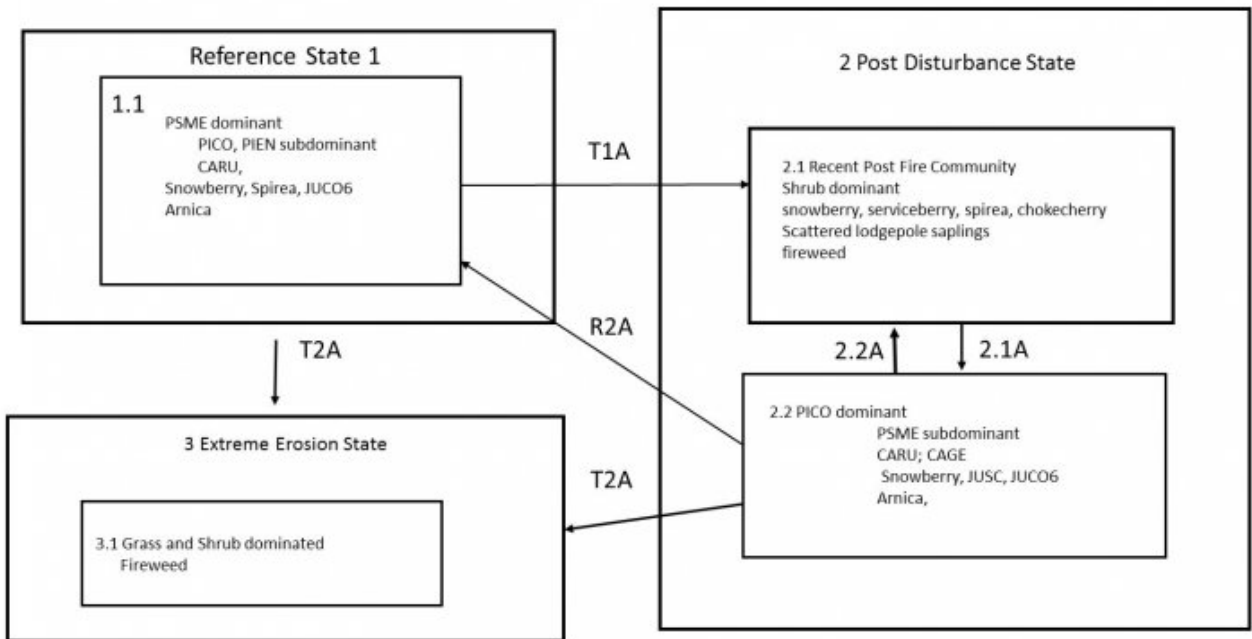 Reference State 1
1.1
PSME dominant
PICO, PIEN subdominant
CARU,
Snowberry, Spirea, JUCO6
Arnica
T1A
2 Post Disturbance State
2.1 Recent Post Fire Community
Shrub dominant
snowberry, serviceberry, spirea, chokecherry
Scattered lodgepole saplings
fireweed
R2A
2.2A
2.1A
T2A
2.2 PICO dominant
PSME subdominant
CARU; CAGE
Snowberry, JUSC, JUCO6
Arnica,
T2A
3 Extreme Erosion State
3.1 Grass and Shrub dominated
Fireweed